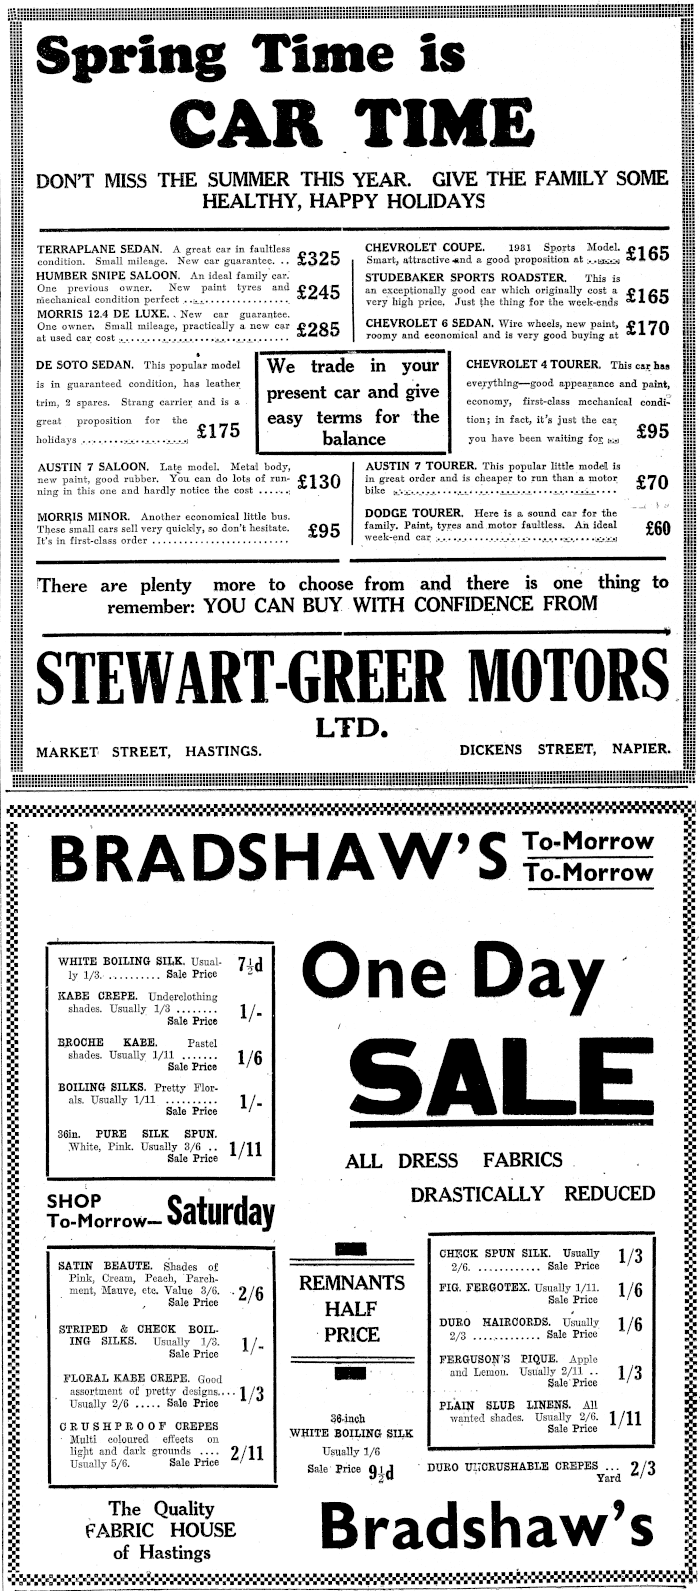 Spring Time is
CAR TIME
DON'T MISS THE SUMMER THIS YEAR. GIVE THE FAMILY SOME
HEALTHY, HAPPY HOLIDAYS
TERRAPLANE SEDAN. A great car in faultless
condition. Small mileage. New car guarantee. .. £325
HUMBER SNIPE SALOON. An ideal family car.
One previous owner. New paint tyres and
mechanical condition perfect .................. £245
MORRIS 12.4 DE LUXE. New car guarantee.
One owner. Small mileage, practically a new car
at used car cost .............................. £285
CHEVROLET COUPE. 1931 Sports Model.
Smart, attractive and a good proposition at ....... £165
STUDEBAKER SPORTS ROADSTER. This is
an exceptionally good car which originally cost a
very high price. Just the thing for the week-ends £165
CHEVROLET 6 SEDAN. Wire wheels, new paint,
roomy and economical and is very good buying at £170
DE SOTO SEDAN. This popular model
is in guaranteed condition, has leather
trim, 2 spares. Strang carrier and is a
great proposition for the
holidays .................. £175
We trade in your
present car and give
easy terms for the
balance
CHEVROLET 4 TOURER. This car has
everything—good appearance and paint,
economy, first-class mechanical condi-
tion; in fact, it's just the car
you have been waiting for ... £95
AUSTIN 7 SALOON. Late model. Metal body,
new paint, good rubber. You can do lots of run-
ning in this one and hardly notice the cost ...... £130
MORRIS MINOR. Another economical little bus.
These small cars sell very quickly, so don't hesitate.
It's in first-class order ........................ £95
AUSTIN 7 TOURER. This popular little model is
in great order and is cheaper to run than a motor
bike ........................................ £70
DODGE TOURER. Here is a sound car for the
family. Paint, tyres and motor faultless. An ideal
week-end car ................................ £60
There are plenty more to choose from and there is one thing to
remember: YOU CAN BUY WITH CONFIDENCE FROM
STEWART-GREER MOTORS
LTD.
MARKET STREET, HASTINGS. DICKENS STREET, NAPIER.
BRADSHAW'S To-Morrow
To-Morrow
One Day
SALE
ALL DRESS FABRICS
DRASTICALLY REDUCED
WHITE BOILING SILK. Usual-
ly 1/3. .......... Sale Price 7½d
KABE CREPE. Underclothing
shades. Usually 1/3 ........
Sale Price 1/-
BROCHE KABE. Pastel
shades. Usually 1/11 .......
Sale Price 1/6
BOILING SILKS. Pretty Flor-
als. Usually 1/11 ..........
Sale Price 1/-
36in. PURE SILK SPUN.
White, Pink. Usually 3/6 ..
Sale Price 1/11
SHOP
To-Morrow— Saturday
SATIN BEAUTE. Shades of
Pink, Cream, Peach, Parch-
ment, Mauve, etc. Value 3/6.
Sale Price 2/6
STRIPED & CHECK BOIL-
ING SILKS. Usually 1/3.
Sale Price 1/-
FLORAL KABE CREPE. Good
assortment of pretty designs....
Usually 2/6 ..... Sale Price 1/3
CRUSHPROOF CREPES
Multi coloured effects on
light and dark grounds ....
Usually 5/6. Sale Price 2/11
REMNANTS
HALF
PRICE
36-inch
WHITE BOILING SILK
Usually 1/6
Sale Price 9½d
CHECK SPUN SILK. Usually
2/6. ............ Sale Price 1/3
FIG. FERGOTEX. Usually 1/11.
Sale Price 1/6
DURO HAIRCORDS. Usually
2/3 ............. Sale Price 1/6
FERGUSON'S PIQUE. Apple
and Lemon. Usually 2/11 ..
Sale Price 1/3
PLAIN SLUB LINENS. All
wanted shades. Usually 2/6.
Sale Price 1/11
DURO UNCRUSHABLE CREPES ...
Yard 2/3
The Quality
FABRIC HOUSE
of Hastings
Bradshaw's